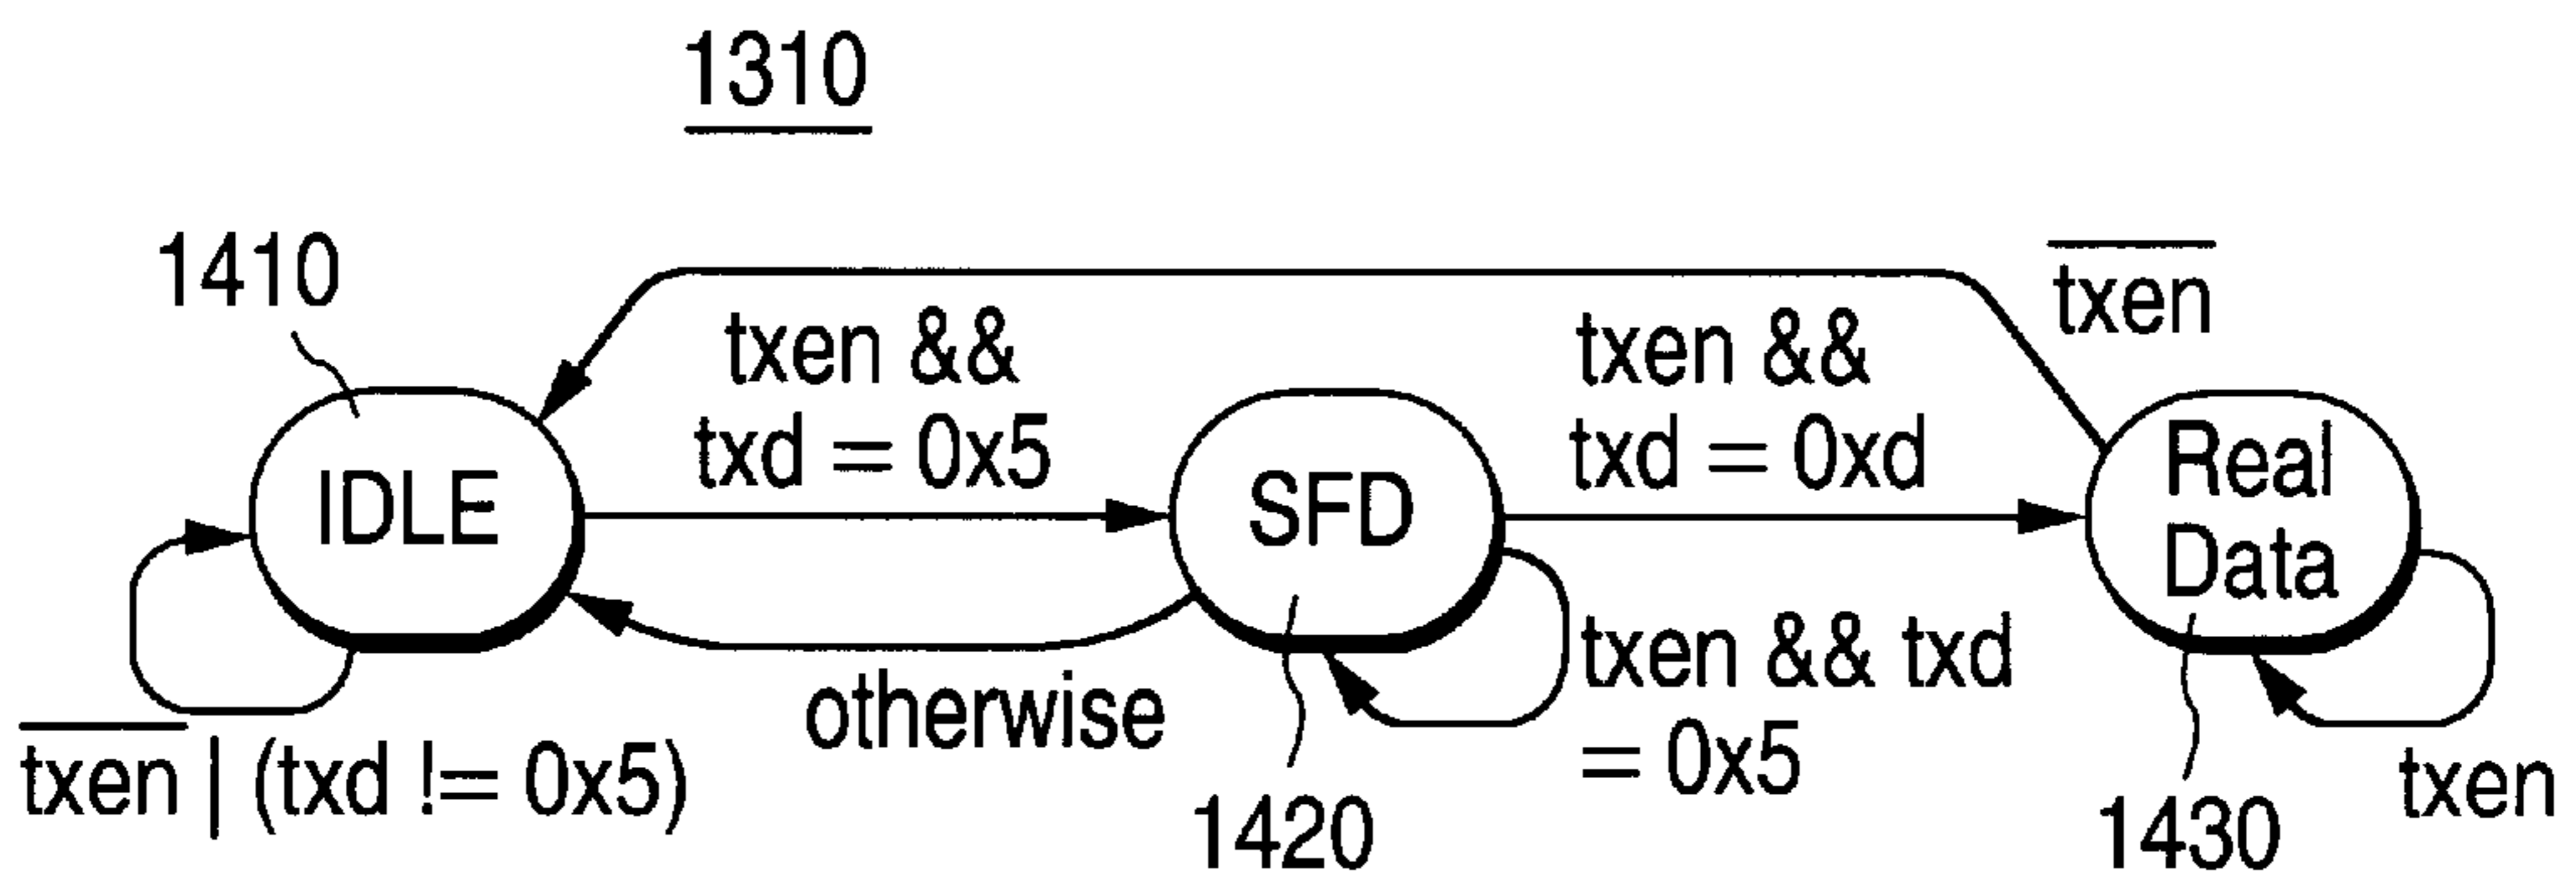 1310
1410
txen
txen &&
txd = 0x5
txen &&
txd = 0xd
IDLE
SFD
Real
Data
txen && txd
= 0x5
otherwise
txen | (txd != 0x5)
txen
1420
1430